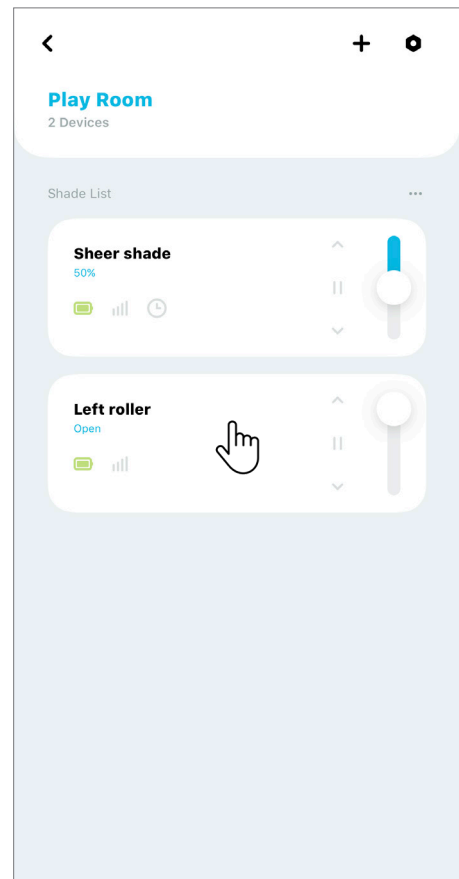 Play Room
2 Devices
Shade List
Sheer shade
50%
Left roller
Open